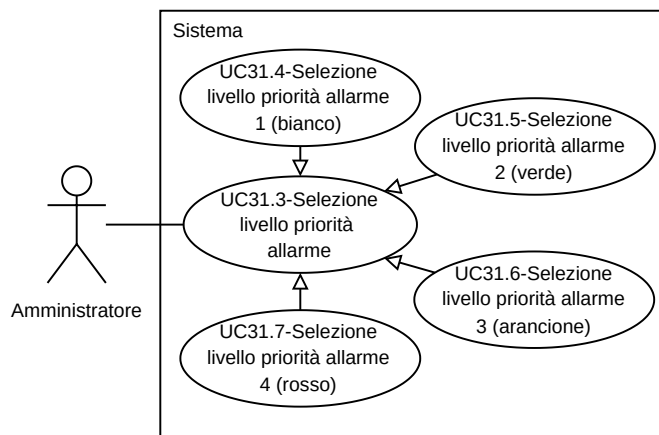 Sistema
UC31.4-Selezione
livello priorità allarme
1 (bianco)
UC31.5-Selezione
livello priorità allarme
2 (verde)
UC31.3-Selezione
livello priorità
allarme
Amministratore
UC31.6-Selezione
livello priorità allarme
3 (arancione)
UC31.7-Selezione
livello priorità allarme
4 (rosso)